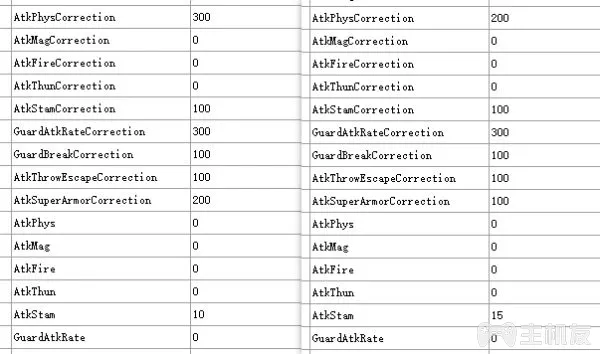 AtkPhysCorrection 300 AtkPhysCorrection 200
AtkMagCorrection 0 AtkMagCorrection 0
AtkFireCorrection 0 AtkFireCorrection 0
AtkThunCorrection 0 AtkThunCorrection 0
AtkStamCorrection 100 AtkStamCorrection 100
GuardAtkRateCorrection 300 GuardAtkRateCorrection 300
GuardBreakCorrection 100 GuardBreakCorrection 100
AtkThrowEscapeCorrection 100 AtkThrowEscapeCorrection 100
AtkSuperArmorCorrection 200 AtkSuperArmorCorrection 100
AtkPhys 0 AtkPhys 0
AtkMag 0 AtkMag 0
AtkFire 0 AtkFire 0
AtkThun 0 AtkThun 0
AtkStam 10 AtkStam 15
GuardAtkRate 0 GuardAtkRate 0
主机友